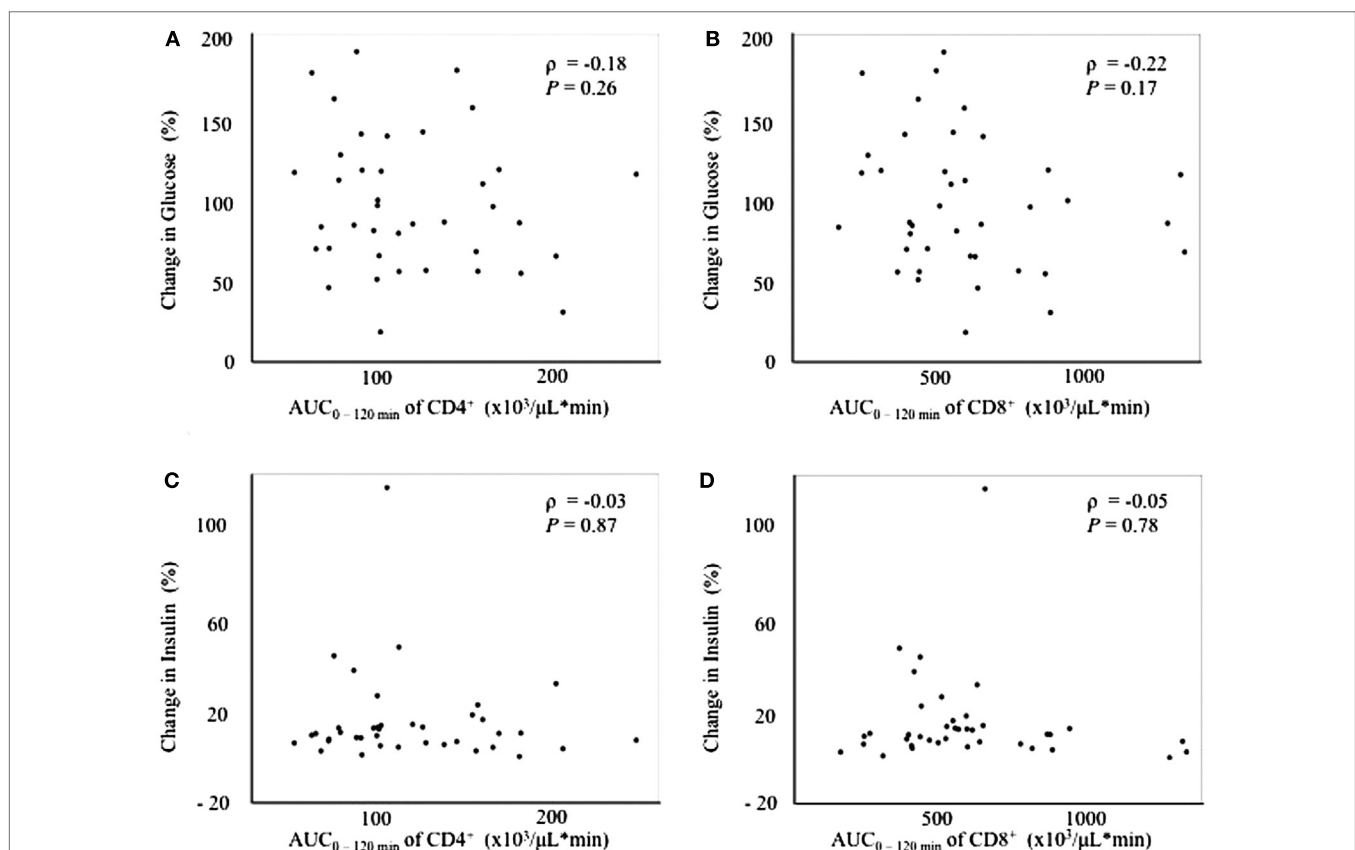 A
200
150
100
50
0
Change in Glucose (%)
ρ = -0.18
P = 0.26
100 200
AUC0 – 120 min of CD4+ (x10³/μL*min)
B
200
150
100
50
0
Change in Glucose (%)
ρ = -0.22
P = 0.17
500 1000
AUC0 – 120 min of CD8+ (x10³/μL*min)
C
100
60
20
- 20
Change in Insulin (%)
ρ = -0.03
P = 0.87
100 200
AUC0 – 120 min of CD4+ (x10³/μL*min)
D
100
60
20
- 20
Change in Insulin (%)
ρ = -0.05
P = 0.78
500 1000
AUC0 – 120 min of CD8+ (x10³/μL*min)